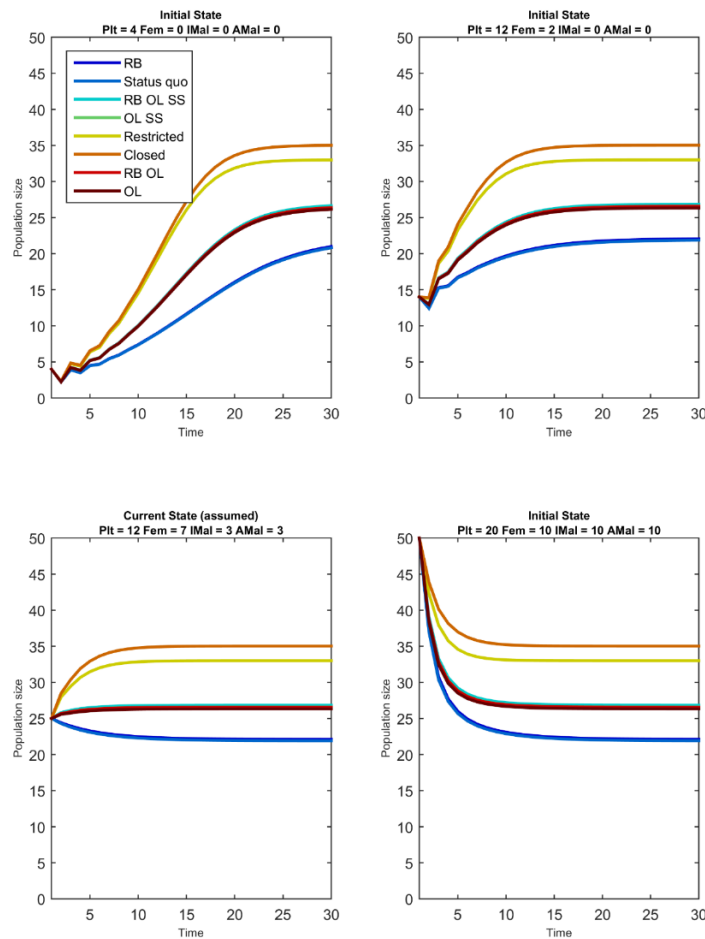 Initial State
Plt = 4 Fem = 0 IMal = 0 AMal = 0
50
45
40
35
30
25
20
15
10
5
0
5
10
15
20
25
30
Population size
Time
RB
Status quo
RB OL SS
OL SS
Restricted
Closed
RB OL
OL
Initial State
Plt = 12 Fem = 2 IMal = 0 AMal = 0
50
45
40
35
30
25
20
15
10
5
0
5
10
15
20
25
30
Population size
Time
Current State (assumed)
Plt = 12 Fem = 7 IMal = 3 AMal = 3
50
45
40
35
30
25
20
15
10
5
0
5
10
15
20
25
30
Population size
Time
Initial State
Plt = 20 Fem = 10 IMal = 10 AMal = 10
50
45
40
35
30
25
20
15
10
5
0
5
10
15
20
25
30
Population size
Time